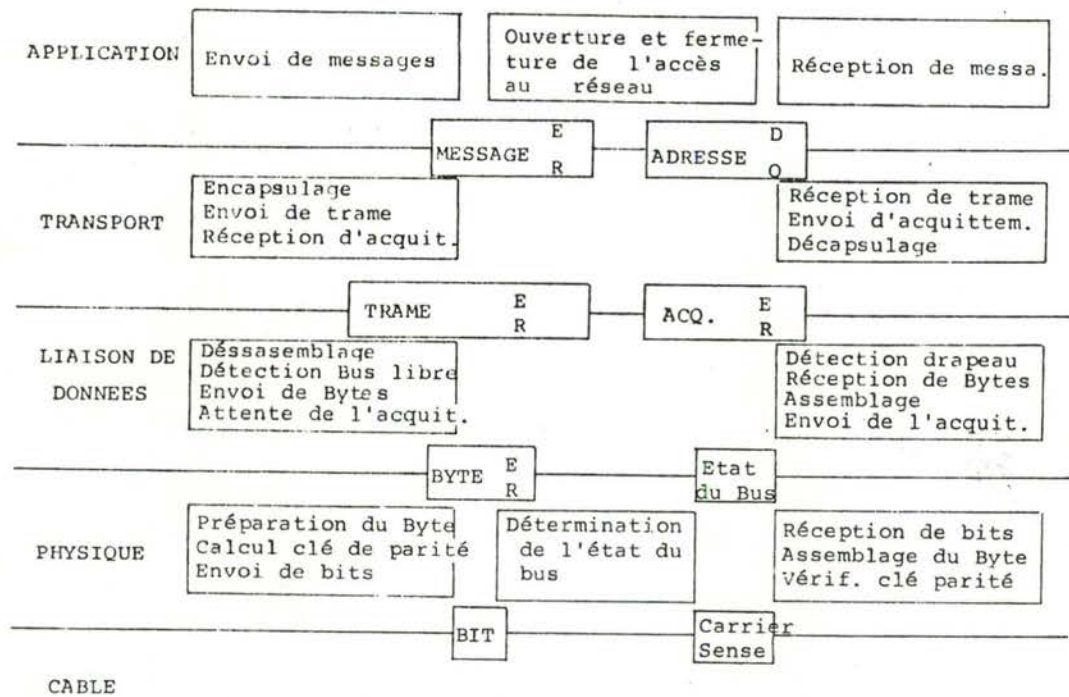 APPLICATION
Envoi de messages
Ouverture et ferme-
ture de l'accès
au réseau
Réception de messa.
MESSAGE E
R
ADRESSE D
O
TRANSPORT
Encapsulage
Envoi de trame
Réception d'acquit.
Réception de trame
Envoi d'acquittem.
Décapsulage
TRAME E
R
ACQ. E
R
LIAISON DE
DONNEES
Déssasemblage
Détection Bus libre
Envoi de Bytes
Attente de l'acquit.
Détection drapeau
Réception de Bytes
Assemblage
Envoi de l'acquit.
BYTE E
R
Etat
du Bus
PHYSIQUE
Préparation du Byte
Calcul clé de parité
Envoi de bits
Détermination
de l'état du
bus
Réception de bits
Assemblage du Byte
Vérif. clé parité
BIT
Carrier
Sense
CABLE